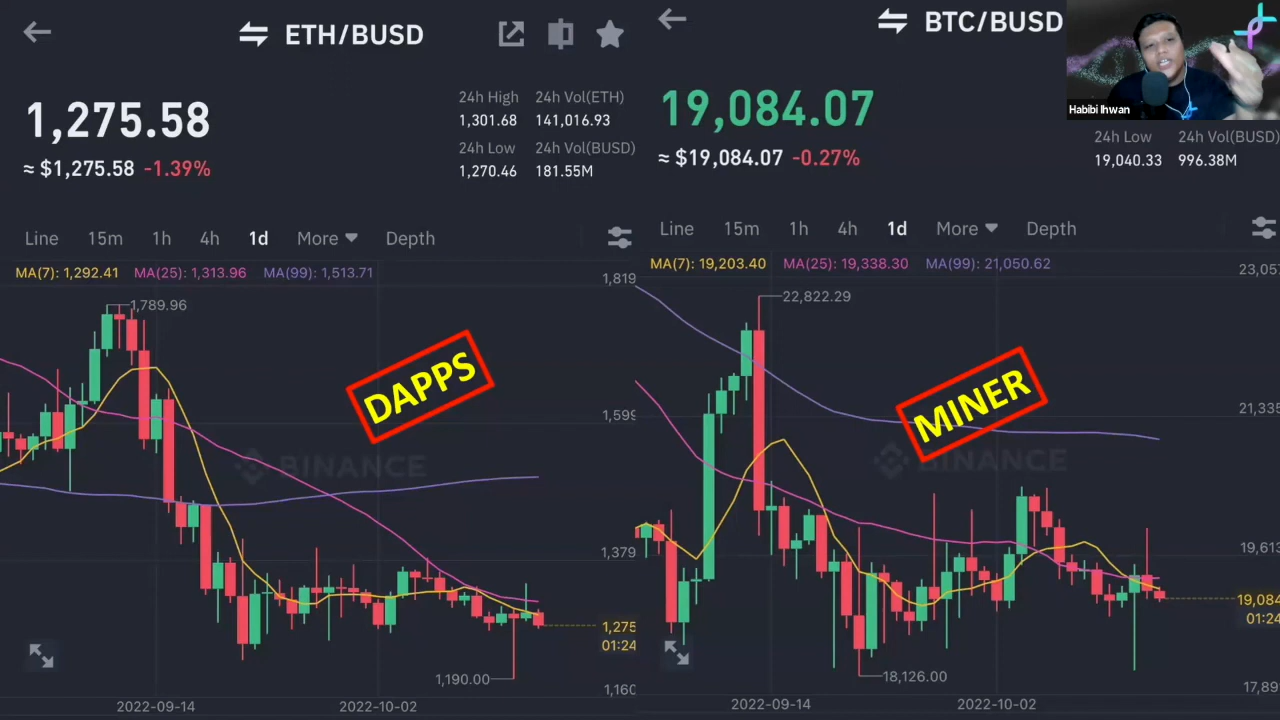 ETH/BUSD
1,275.58
≈ $1,275.58 -1.39%
24h High 24h Vol(ETH)
1,301.68 141,016.93
24h Low 24h Vol(BUSD)
1,270.46 181.55M
Line 15m 1h 4h 1d More Depth
MA(7): 1,292.41 MA(25): 1,313.96 MA(99): 1,513.71
1,819
1,789.96
DAPPS
1,599
BINANCE
1,379
1,275
01:24
1,190.00
1,160
2022-09-14 2022-10-02
BTC/BUSD
Habibi Ihwan
19,084.07
≈ $19,084.07 -0.27%
24h Low 24h Vol(BUSD)
19,040.33 996.38M
Line 15m 1h 4h 1d More Depth
MA(7): 19,203.40 MA(25): 19,338.30 MA(99): 21,050.62
23,057
22,822.29
MINER
21,335
BINANCE
19,613
19,084
01:24
18,126.00
17,89
2022-09-14 2022-10-02